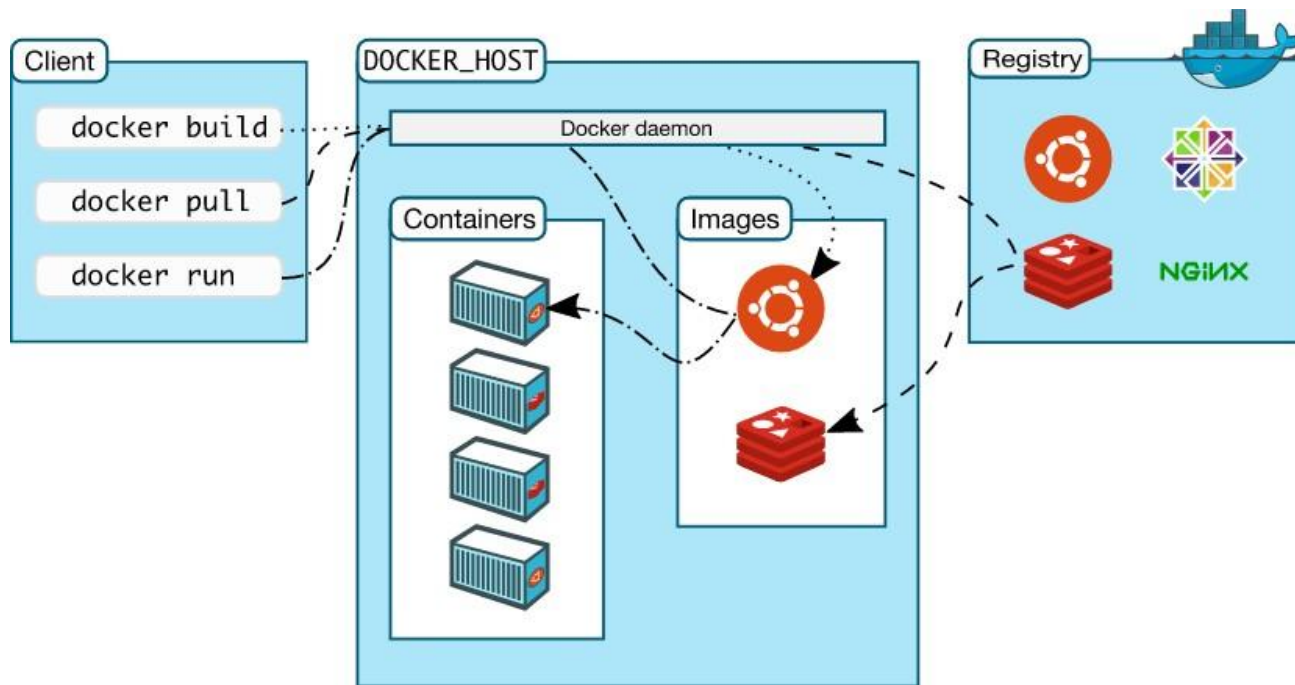 Client
docker build
docker pull
docker run
DOCKER_HOST
Docker daemon
Containers
Images
Registry
NGiNX